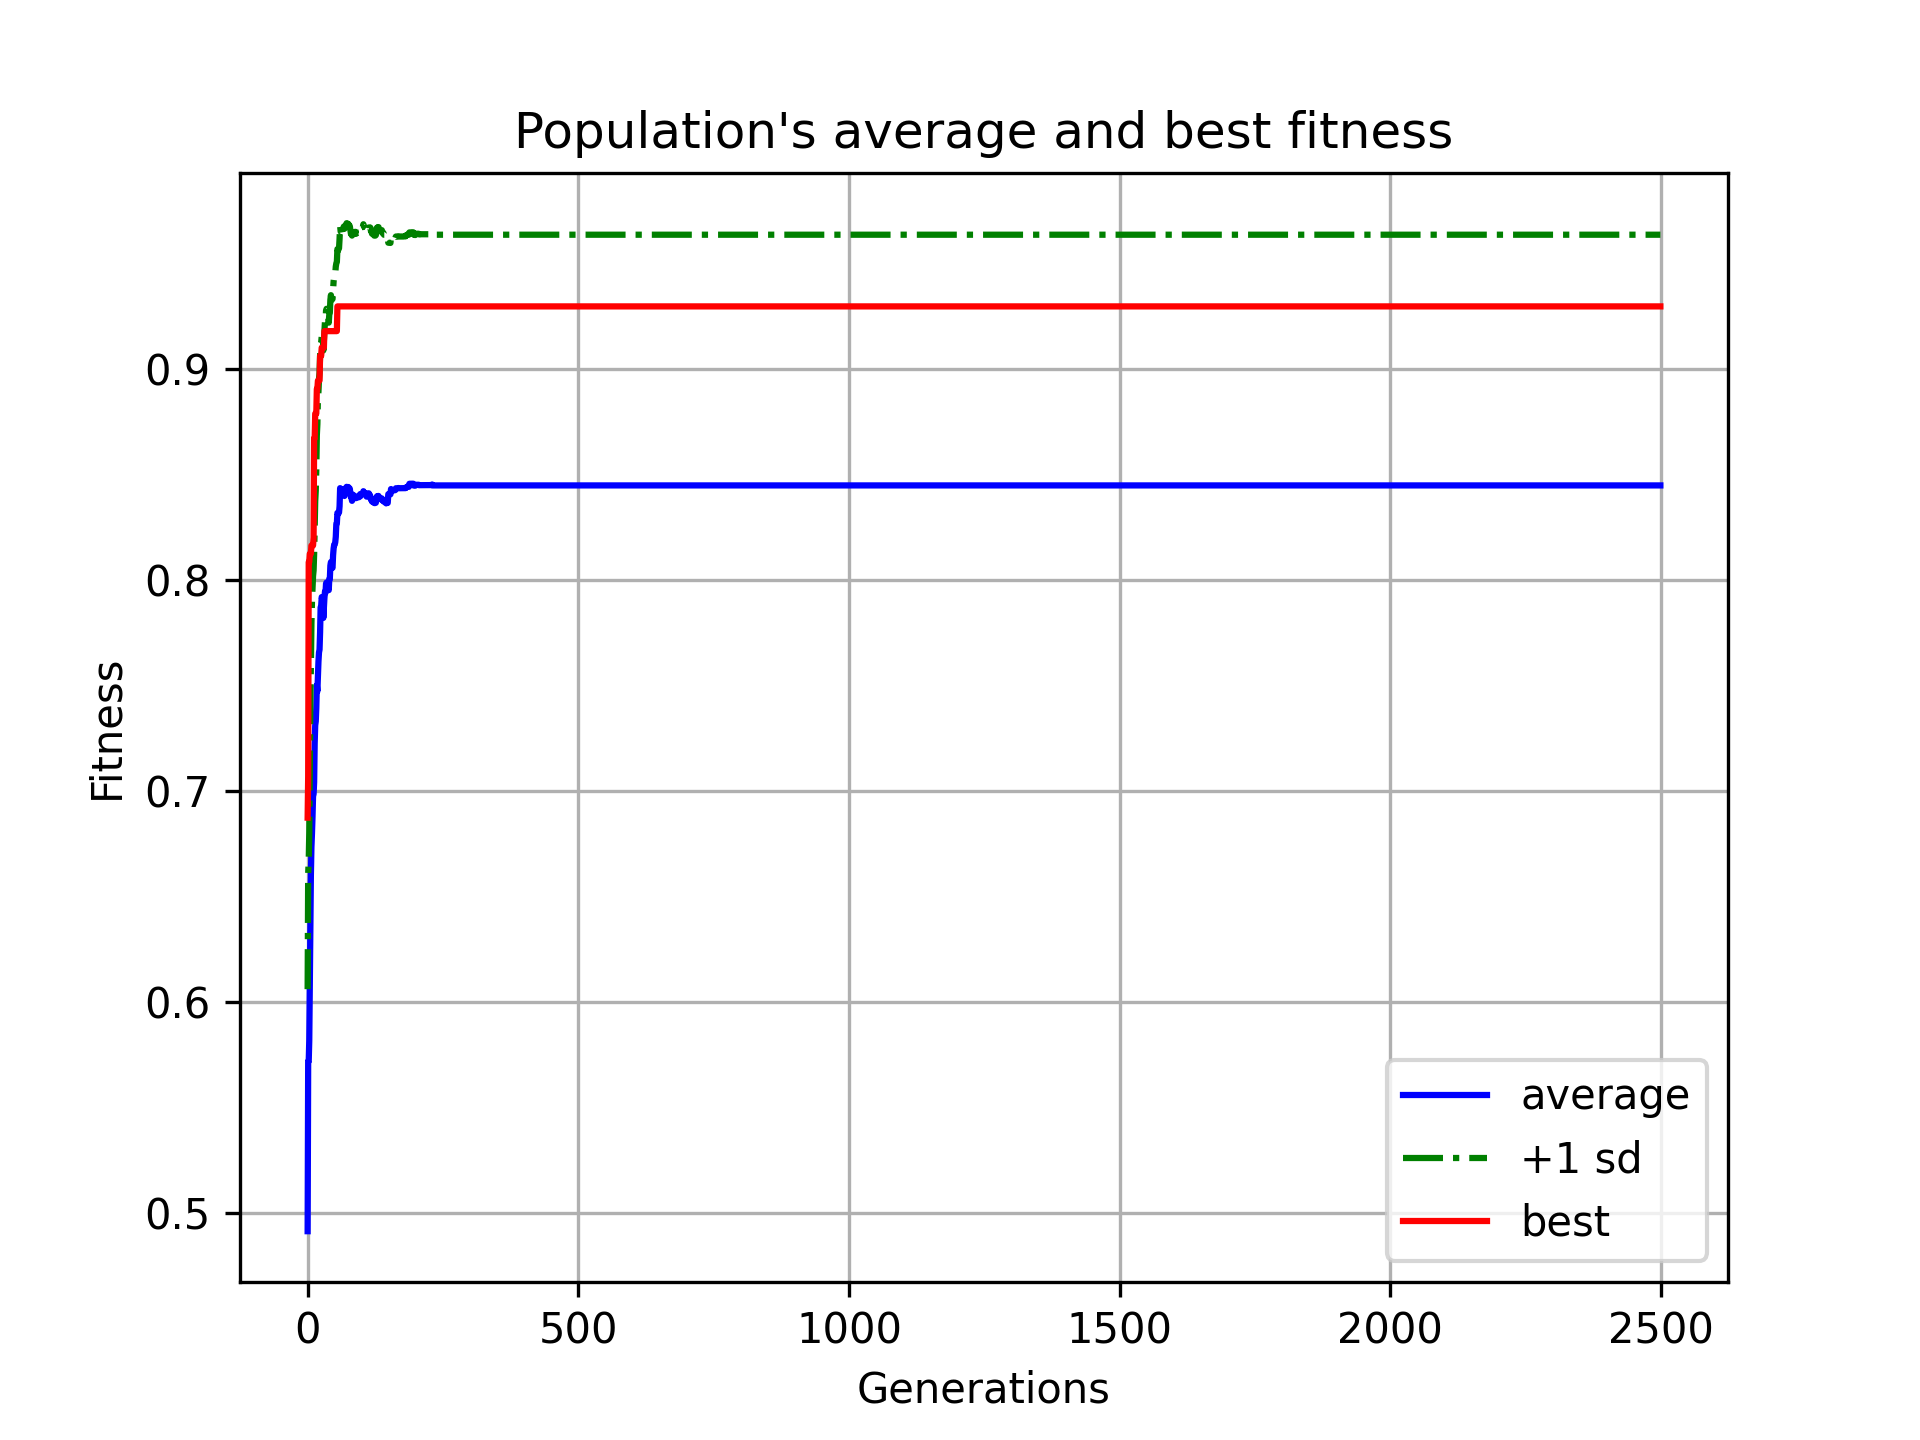 Population's average and best fitness
Fitness
0.9
0.8
0.7
0.6
0.5
0
500
1000
1500
2000
2500
Generations
average
+1 sd
best